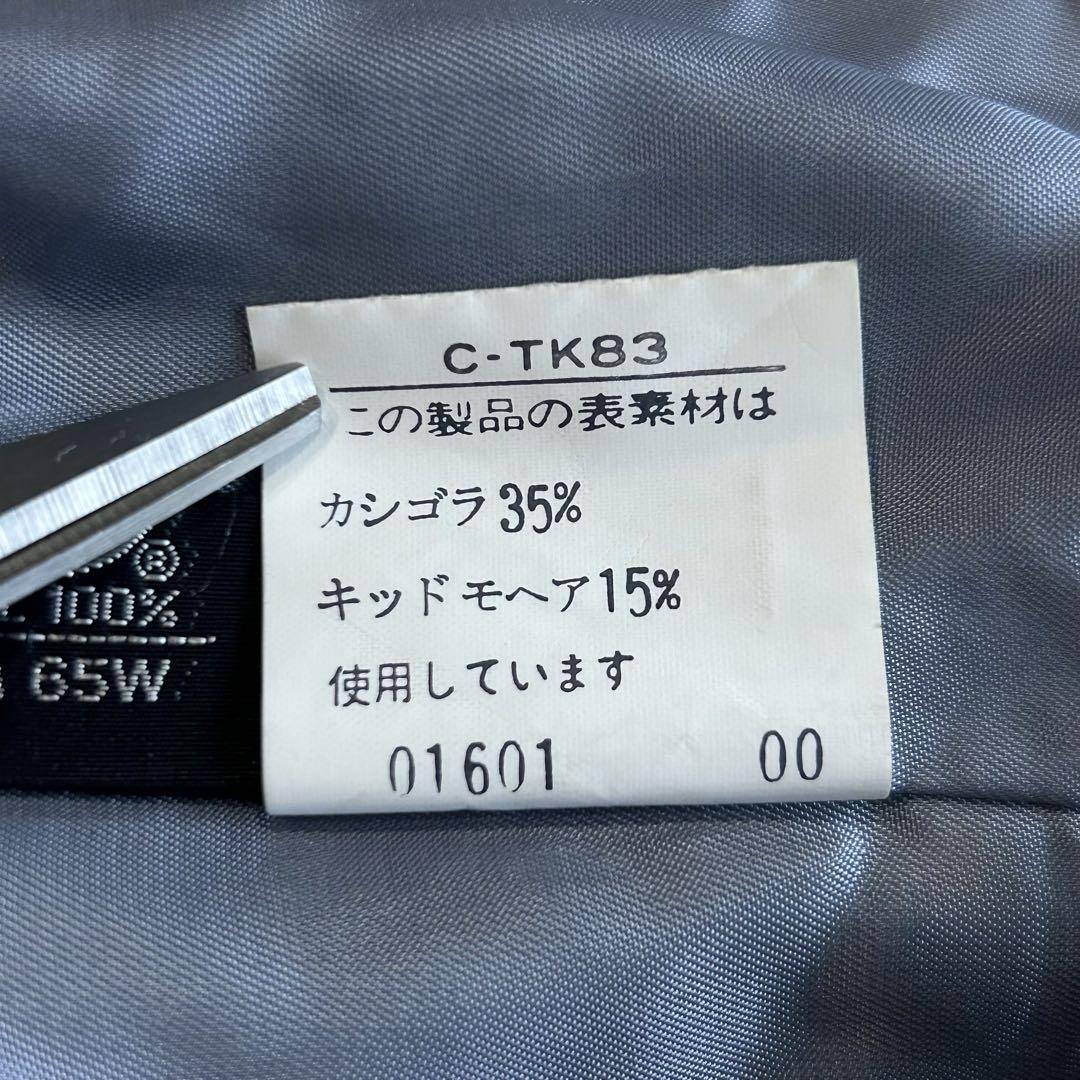 C-TK83
この製品の表素材は
カシゴラ35%
キッドモヘア15%
使用しています
01601 00
®
100%
65W